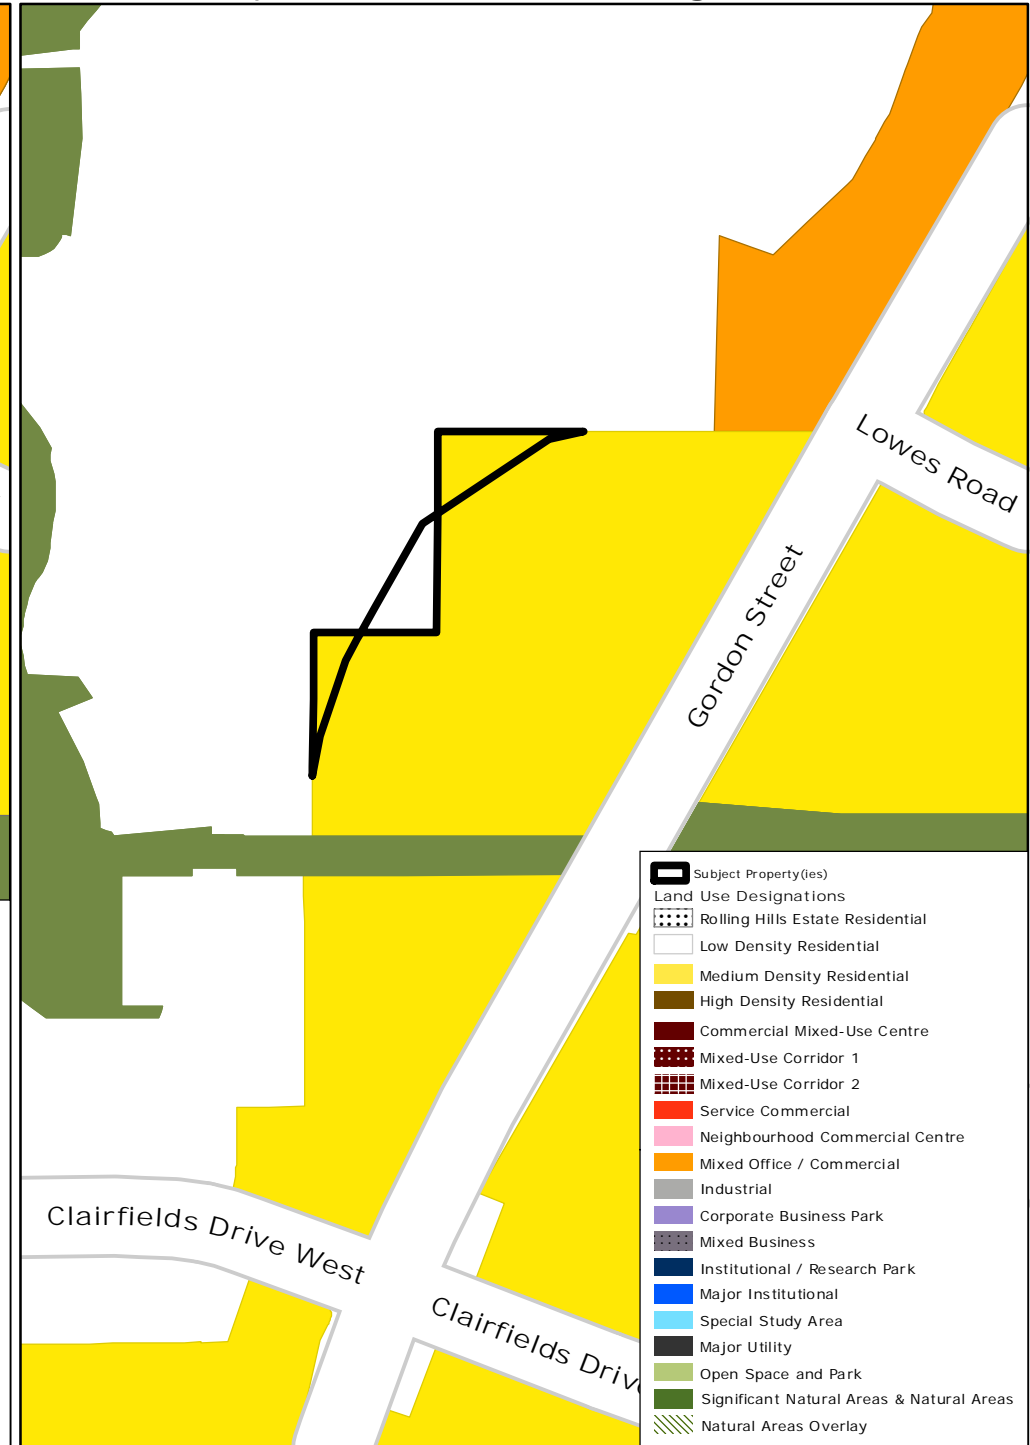 Lowes Road
Gordon Street
Clairfields Drive West
Clairfields Drive
Subject Property(ies)
Land Use Designations
Rolling Hills Estate Residential
Low Density Residential
Medium Density Residential
High Density Residential
Commercial Mixed-Use Centre
Mixed-Use Corridor 1
Mixed-Use Corridor 2
Service Commercial
Neighbourhood Commercial Centre
Mixed Office / Commercial
Industrial
Corporate Business Park
Mixed Business
Institutional / Research Park
Major Institutional
Special Study Area
Major Utility
Open Space and Park
Significant Natural Areas & Natural Areas
Natural Areas Overlay